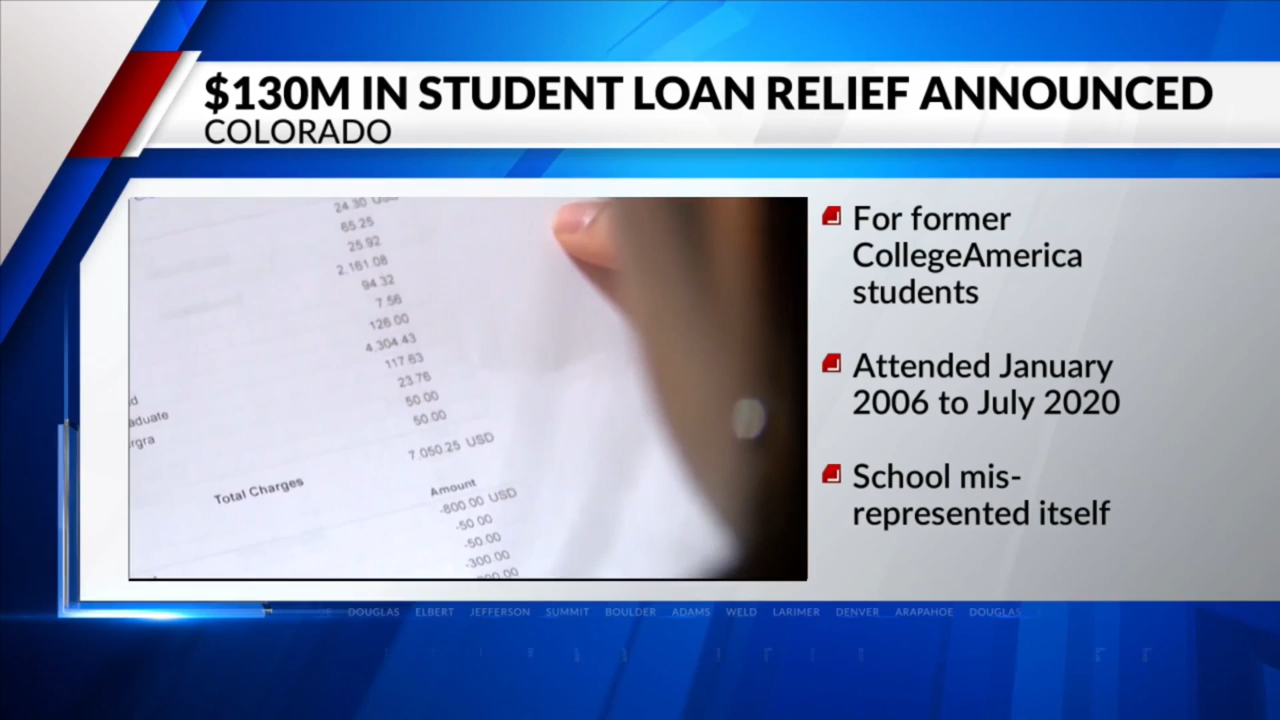 $130M IN STUDENT LOAN RELIEF ANNOUNCED
COLORADO
24.30 USD
65.25
25.92
2,161.08
94.32
7.56
126.00
4,304.43
117.63
23.76
50.00
50.00
7,050.25 USD
Total Charges
Amount
-800.00 USD
-50.00
-50.00
-300.00
For former
CollegeAmerica
students
Attended January
2006 to July 2020
School mis-
represented itself
DOUGLAS ELBERT JEFFERSON SUMMIT BOULDER ADAMS WELD LARIMER DENVER ARAPAHOE DOUGLAS